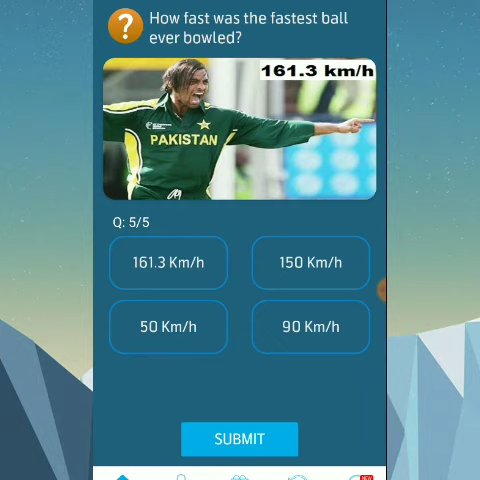 How fast was the fastest ball
ever bowled?
161.3 km/h
PAKISTAN
Q: 5/5
161.3 Km/h
150 Km/h
50 Km/h
90 Km/h
SUBMIT